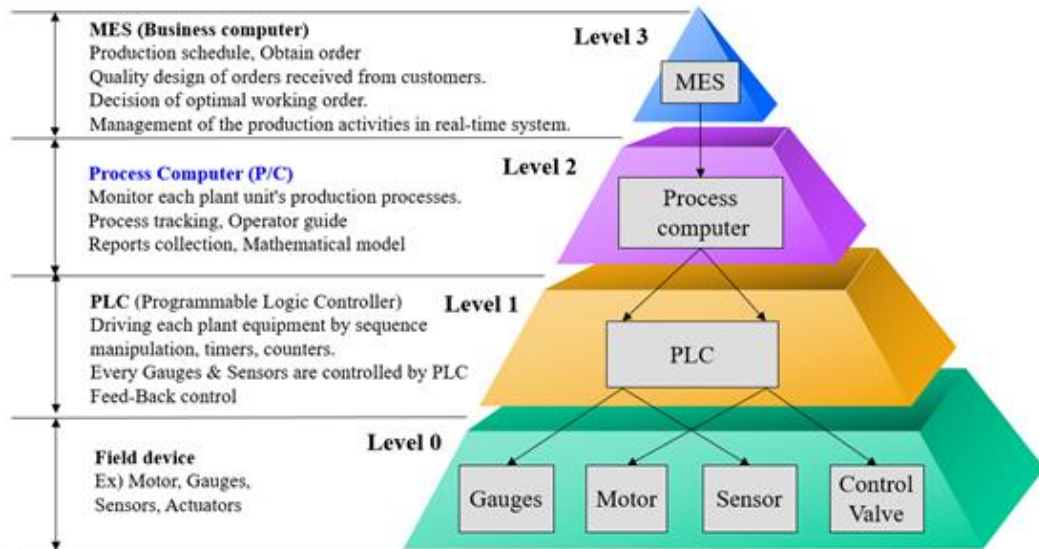 MES (Business computer)
Production schedule, Obtain order
Quality design of orders received from customers.
Decision of optimal working order.
Management of the production activities in real-time system.
Level 3
MES
Process Computer (P/C)
Monitor each plant unit's production processes.
Process tracking, Operator guide
Reports collection, Mathematical model
Level 2
Process
computer
PLC (Programmable Logic Controller)
Driving each plant equipment by sequence
manipulation, timers, counters.
Every Gauges & Sensors are controlled by PLC
Feed-Back control
Level 1
PLC
Field device
Ex) Motor, Gauges,
Sensors, Actuators
Level 0
Gauges
Motor
Sensor
Control
Valve